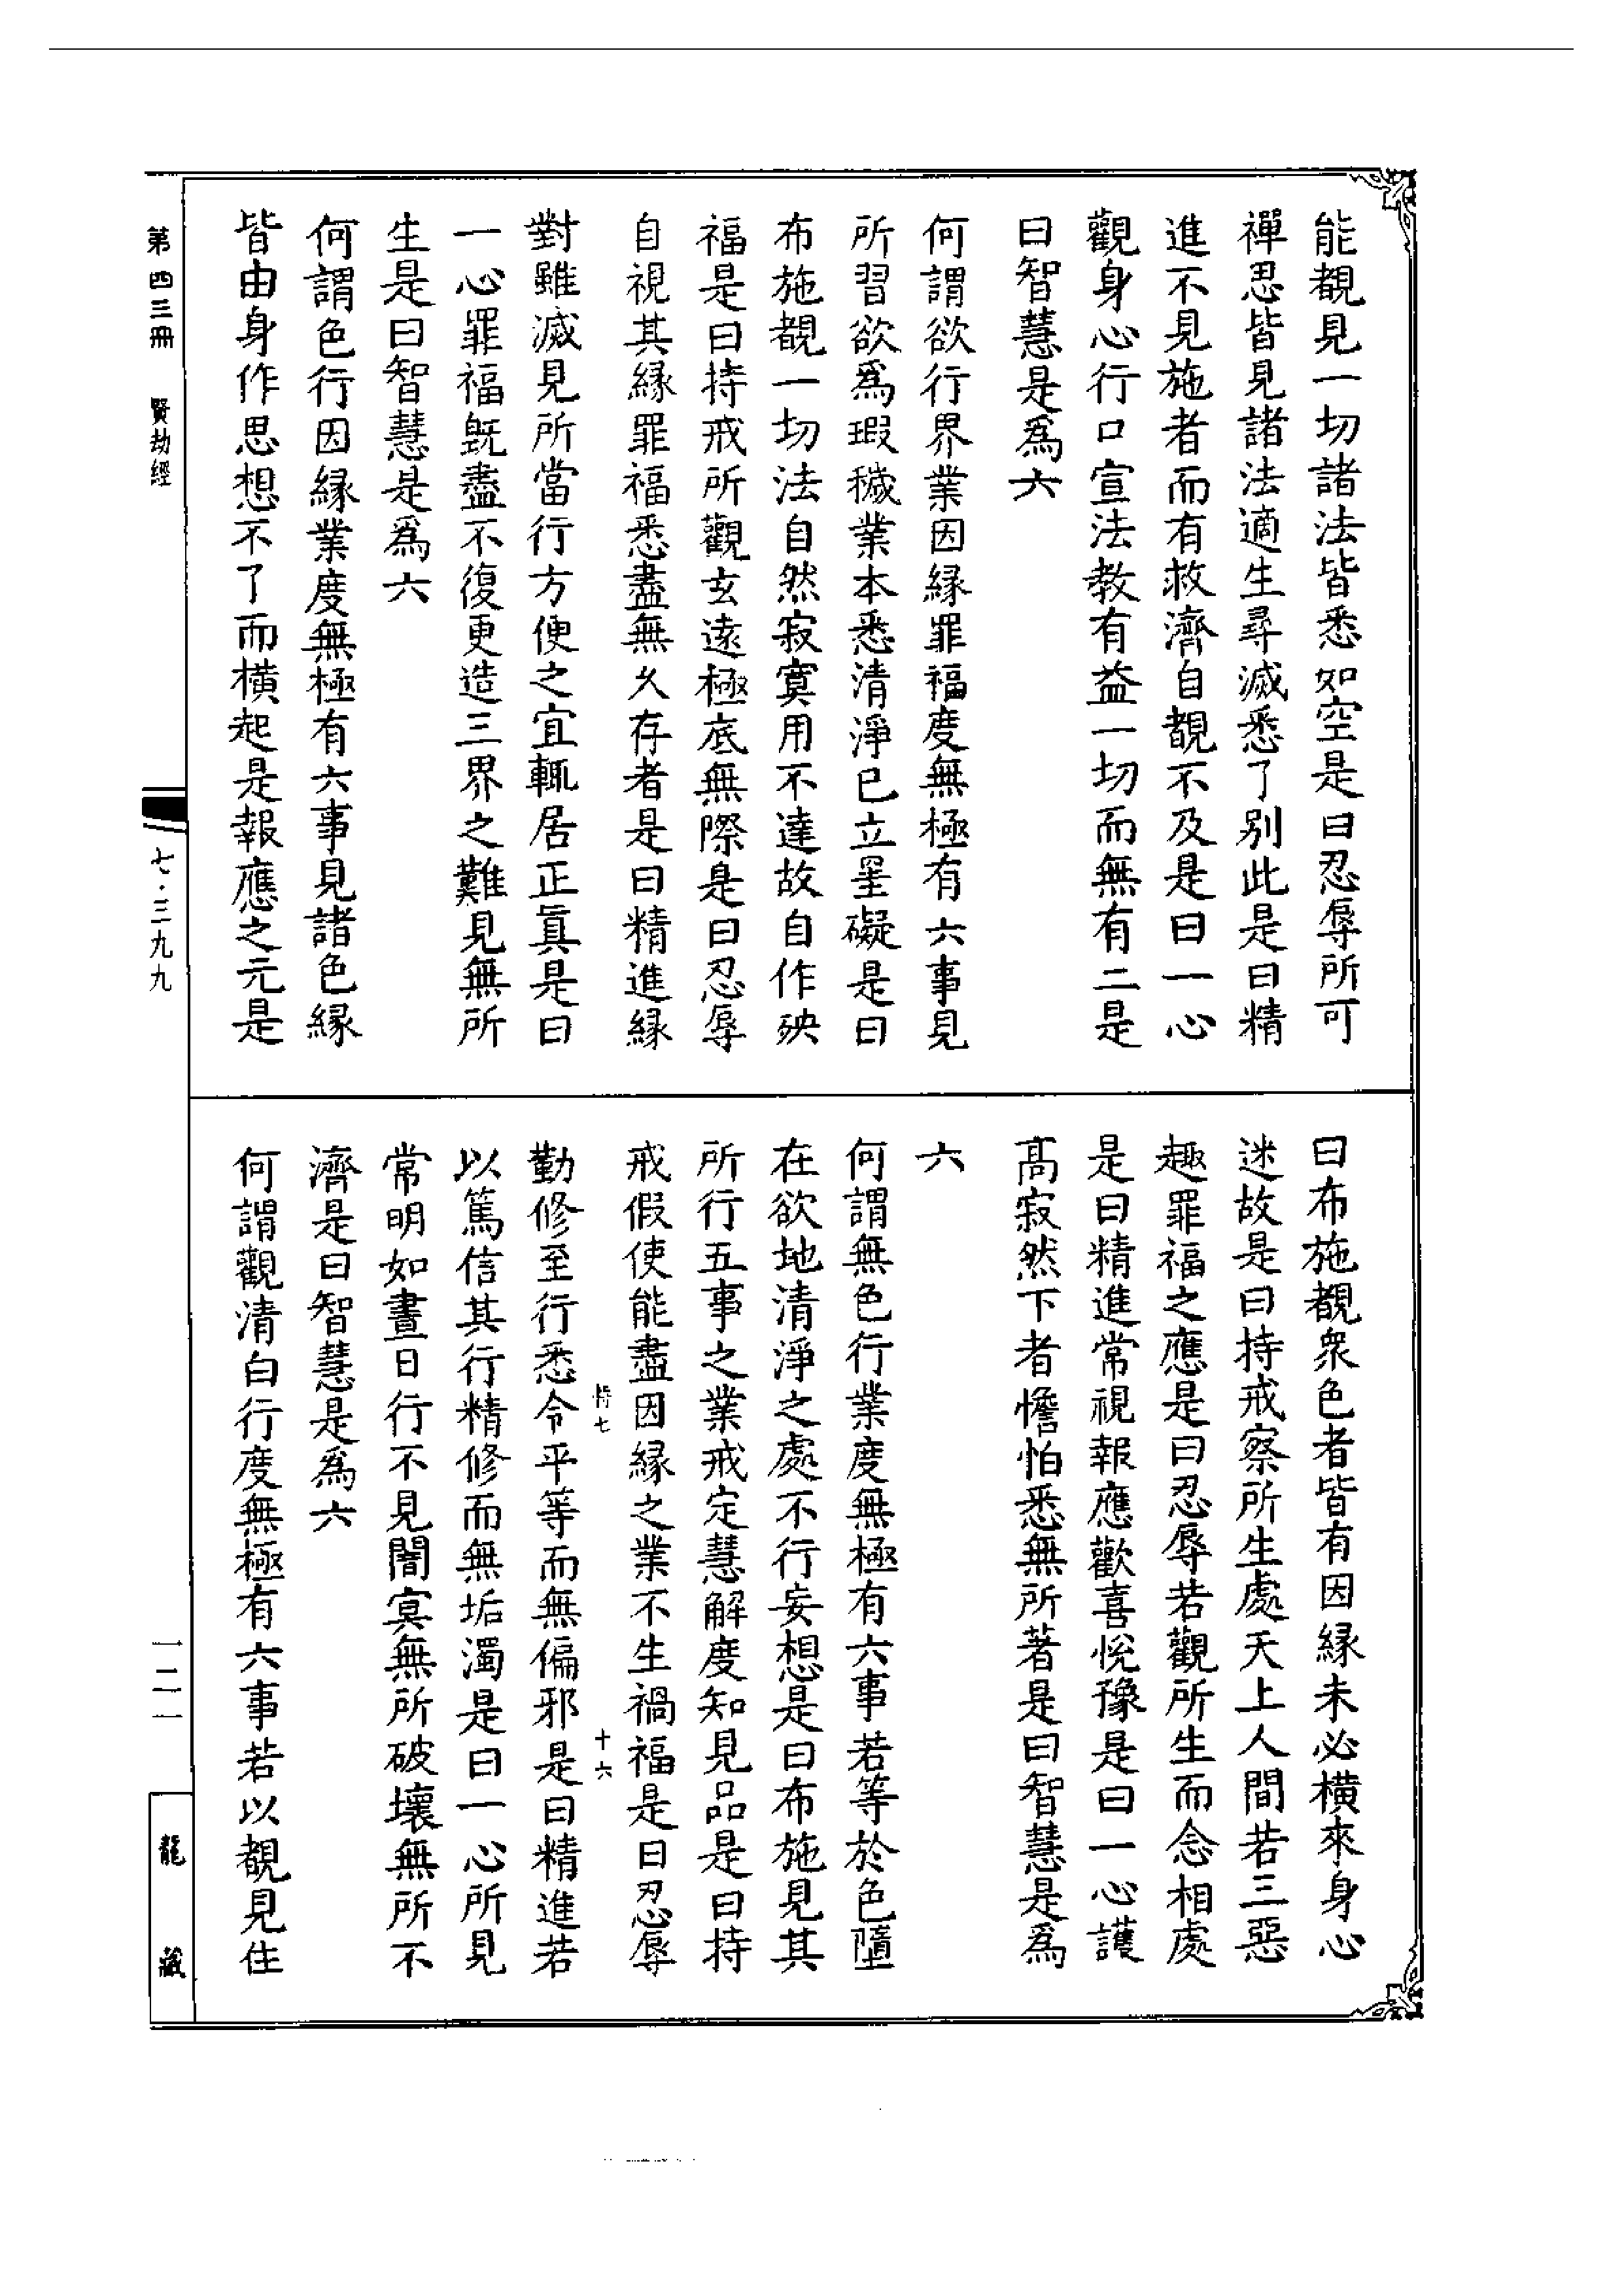 能覩見一切諸法皆悉如空是曰忍辱所可
禪思皆見諸法適生尋滅悉了別此是曰精
進不見施者而有救濟自覩不及是曰一心
觀身心行口宣法教有益一切而無有二是
曰智慧是爲六
何謂欲行界業因緣罪福度無極有六事見
所習欲爲瑕穢業本悉清淨已立罣礙是曰
布施覩一切法自然寂寞用不達故自作殃
福是曰持戒所觀玄遠極底無際是曰忍辱
自視其緣罪福悉盡無久存者是曰精進緣
對雖滅見所當行方便之宜輒居正真是曰
一心罪福旣盡不復更造三界之難見無所
生是曰智慧是爲六
何謂色行因緣業度無極有六事見諸色緣
皆由身作思想不了而橫起是報應之元是
曰布施覩衆色者皆有因緣未必橫來身心
迷故是曰持戒察所生處天上人間若三惡
趣罪福之應是曰忍辱若觀所生而念相處
是曰精進常視報應歡喜悅豫是曰一心護
高寂然下者憺怕悉無所著是曰智慧是爲
六
何謂無色行業度無極有六事若等於色墮
在欲地清淨之處不行妄想是曰布施見其
所行五事之業戒定慧解度知見品是曰持
戒假使能盡因緣之業不生禍福是曰忍辱
勤修至行悉令平等而無偏邪是曰精進若
以篤信其行精修而無垢濁是曰一心所見
常明如晝日行不見闇冥無所破壞無所不
濟是曰智慧是爲六
何謂觀清白行度無極有六事若以覩見住
七
十六
第四三冊 賢劫經
七·三九九
一二一
龍藏